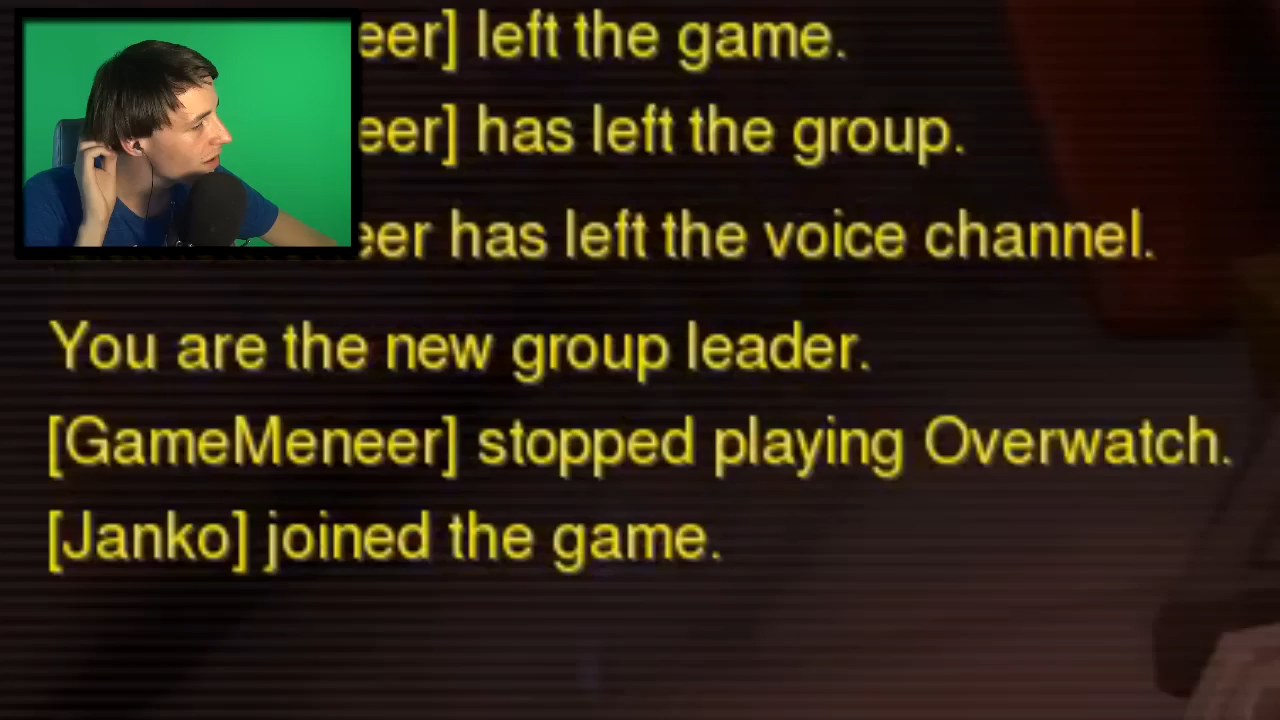 eer] left the game.
eer] has left the group.
eer has left the voice channel.
You are the new group leader.
[GameMeneer] stopped playing Overwatch.
[Janko] joined the game.